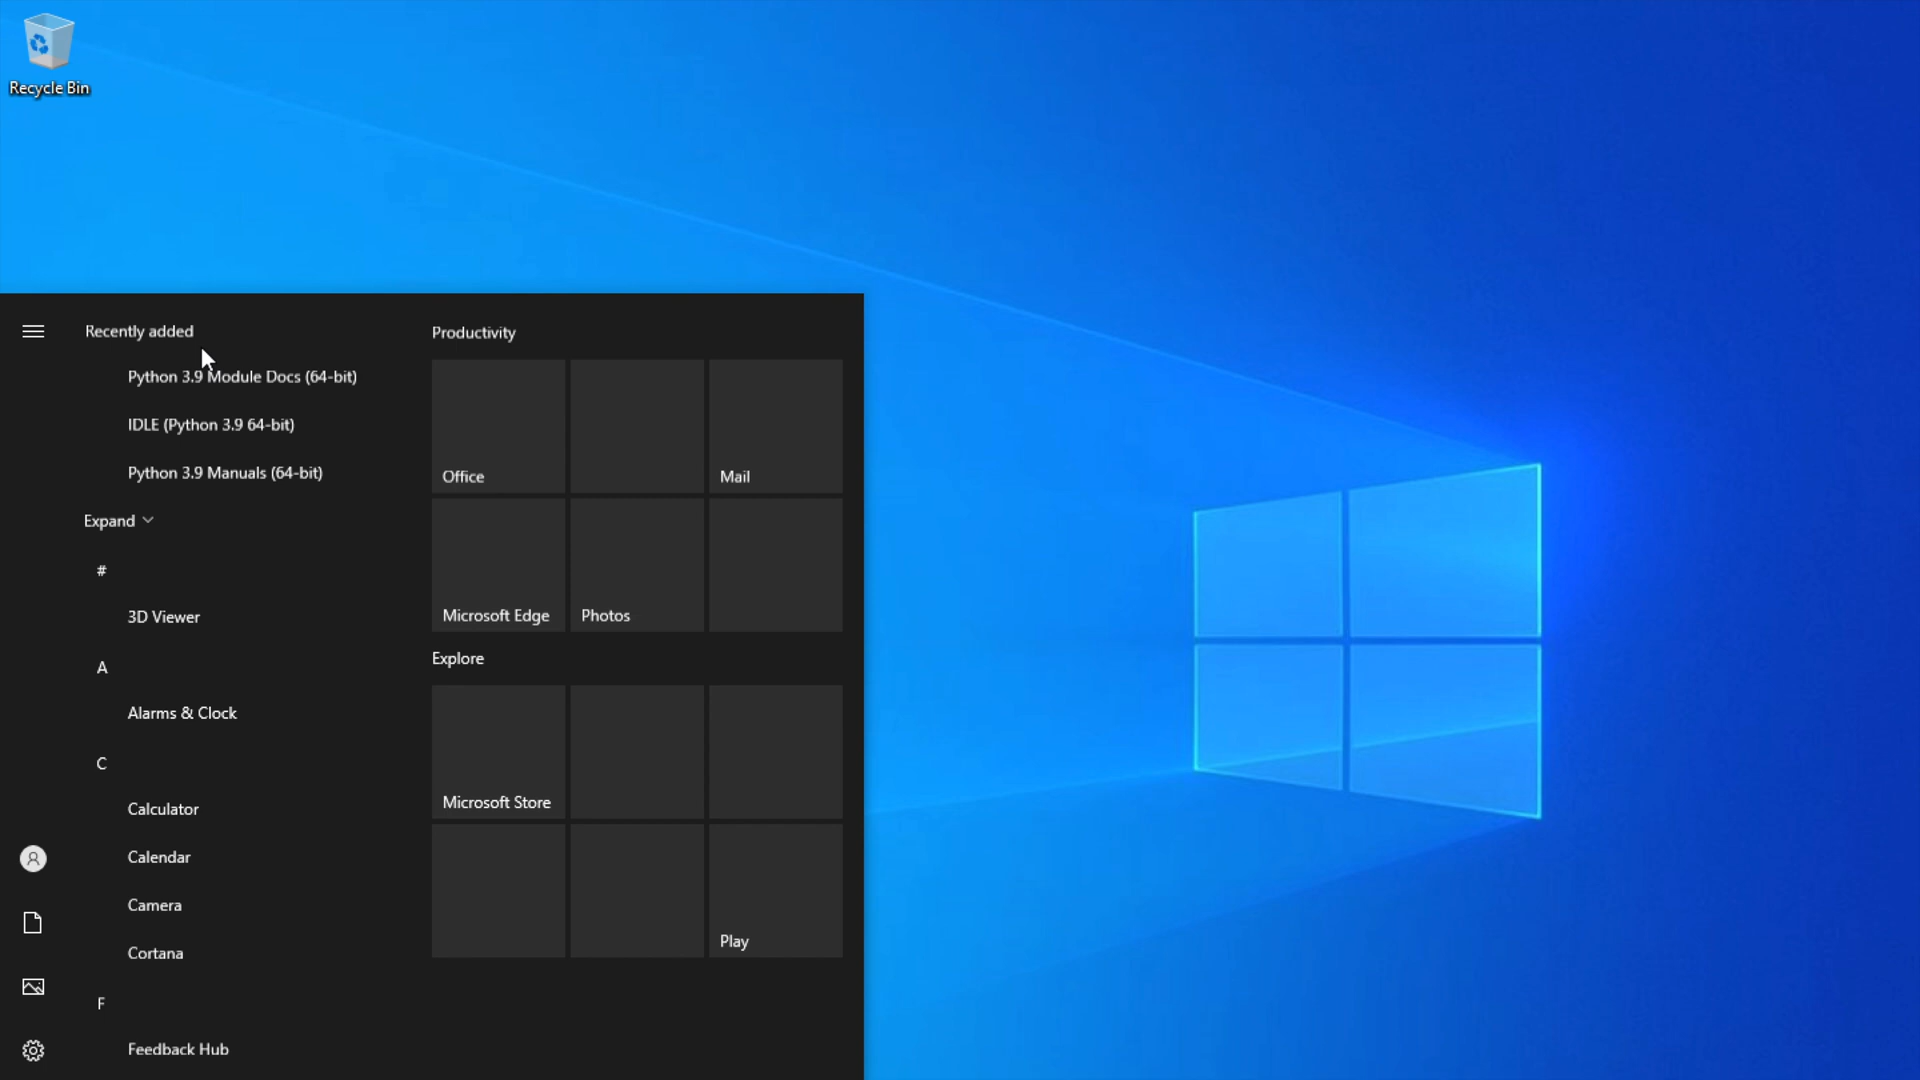 Recycle Bin
Recently added
Python 3.9 Module Docs (64-bit)
IDLE (Python 3.9 64-bit)
Python 3.9 Manuals (64-bit)
Expand
#
3D Viewer
A
Alarms & Clock
C
Calculator
Calendar
Camera
Cortana
F
Feedback Hub
Productivity
Office
Mail
Microsoft Edge
Photos
Explore
Microsoft Store
Play